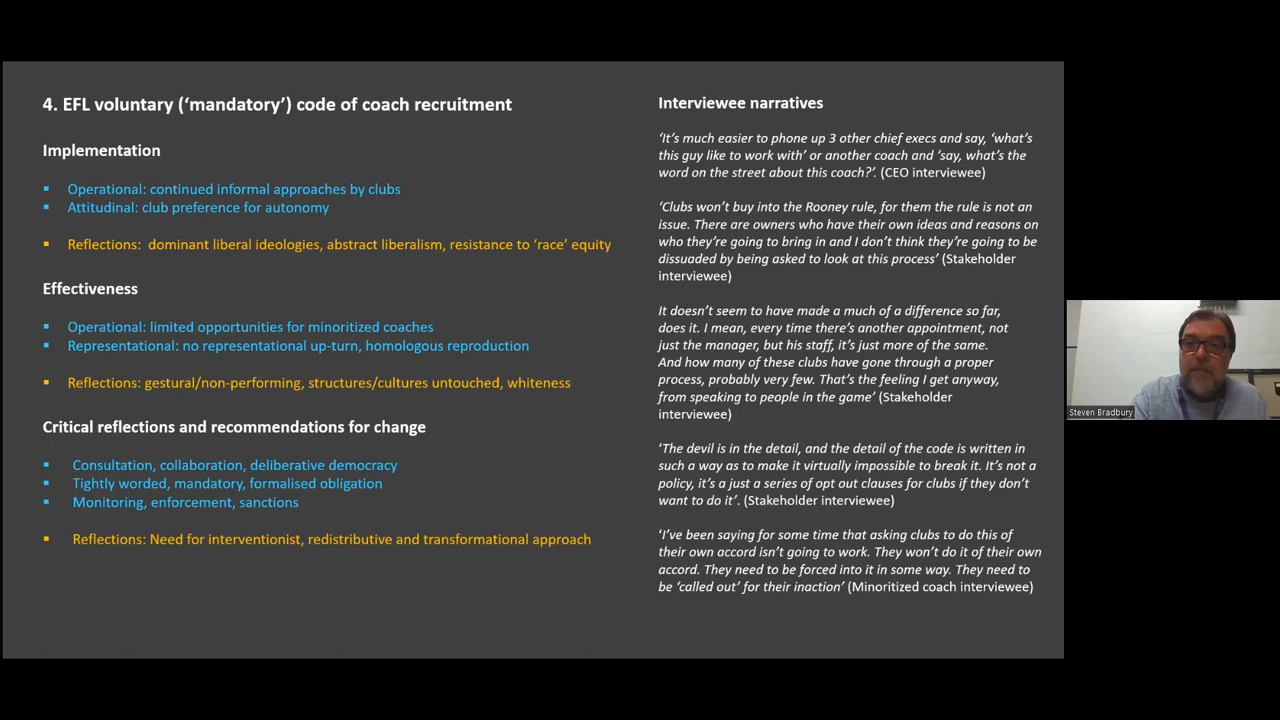 4. EFL voluntary (‘mandatory’) code of coach recruitment
Implementation
▪ Operational: continued informal approaches by clubs
▪ Attitudinal: club preference for autonomy
▪ Reflections: dominant liberal ideologies, abstract liberalism, resistance to ‘race’ equity
Effectiveness
▪ Operational: limited opportunities for minoritized coaches
▪ Representational: no representational up-turn, homologous reproduction
▪ Reflections: gestural/non-performing, structures/cultures untouched, whiteness
Critical reflections and recommendations for change
▪ Consultation, collaboration, deliberative democracy
▪ Tightly worded, mandatory, formalised obligation
▪ Monitoring, enforcement, sanctions
▪ Reflections: Need for interventionist, redistributive and transformational approach
Interviewee narratives
‘It’s much easier to phone up 3 other chief execs and say, ‘what’s
this guy like to work with’ or another coach and ‘say, what’s the
word on the street about this coach?’. (CEO interviewee)
‘Clubs won’t buy into the Rooney rule, for them the rule is not an
issue. There are owners who have their own ideas and reasons on
who they’re going to bring in and I don’t think they’re going to be
dissuaded by being asked to look at this process’ (Stakeholder
interviewee)
It doesn’t seem to have made a much of a difference so far,
does it. I mean, every time there’s another appointment, not
just the manager, but his staff, it’s just more of the same.
And how many of these clubs have gone through a proper
process, probably very few. That’s the feeling I get anyway,
from speaking to people in the game’ (Stakeholder
interviewee)
‘The devil is in the detail, and the detail of the code is written in
such a way as to make it virtually impossible to break it. It’s not a
policy, it’s a just a series of opt out clauses for clubs if they don’t
want to do it’. (Stakeholder interviewee)
‘I’ve been saying for some time that asking clubs to do this of
their own accord isn’t going to work. They won’t do it of their own
accord. They need to be forced into it in some way. They need to
be ‘called out’ for their inaction’ (Minoritized coach interviewee)
Steven Bradbury